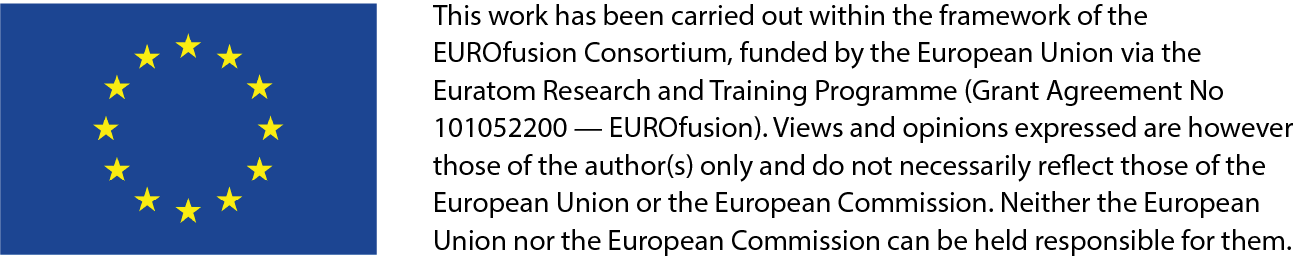 This work has been carried out within the framework of the
EUROfusion Consortium, funded by the European Union via the
Euratom Research and Training Programme (Grant Agreement No
101052200 — EUROfusion). Views and opinions expressed are however
those of the author(s) only and do not necessarily reflect those of the
European Union or the European Commission. Neither the European
Union nor the European Commission can be held responsible for them.